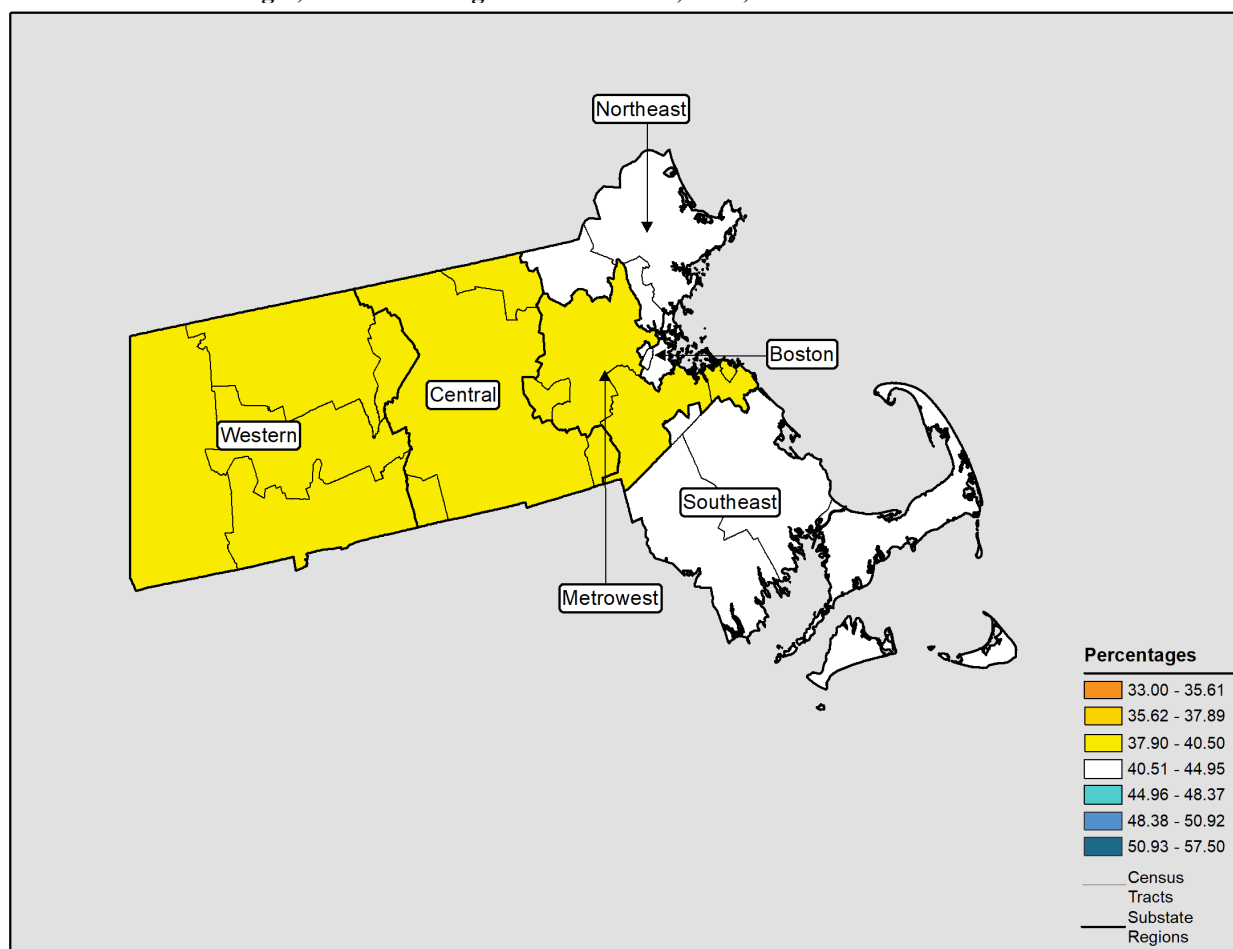 Northeast
Boston
Central
Western
Southeast
Metrowest
Percentages
33.00 - 35.61
35.62 - 37.89
37.90 - 40.50
40.51 - 44.95
44.96 - 48.37
48.38 - 50.92
50.93 - 57.50
Census
Tracts
Substate
Regions